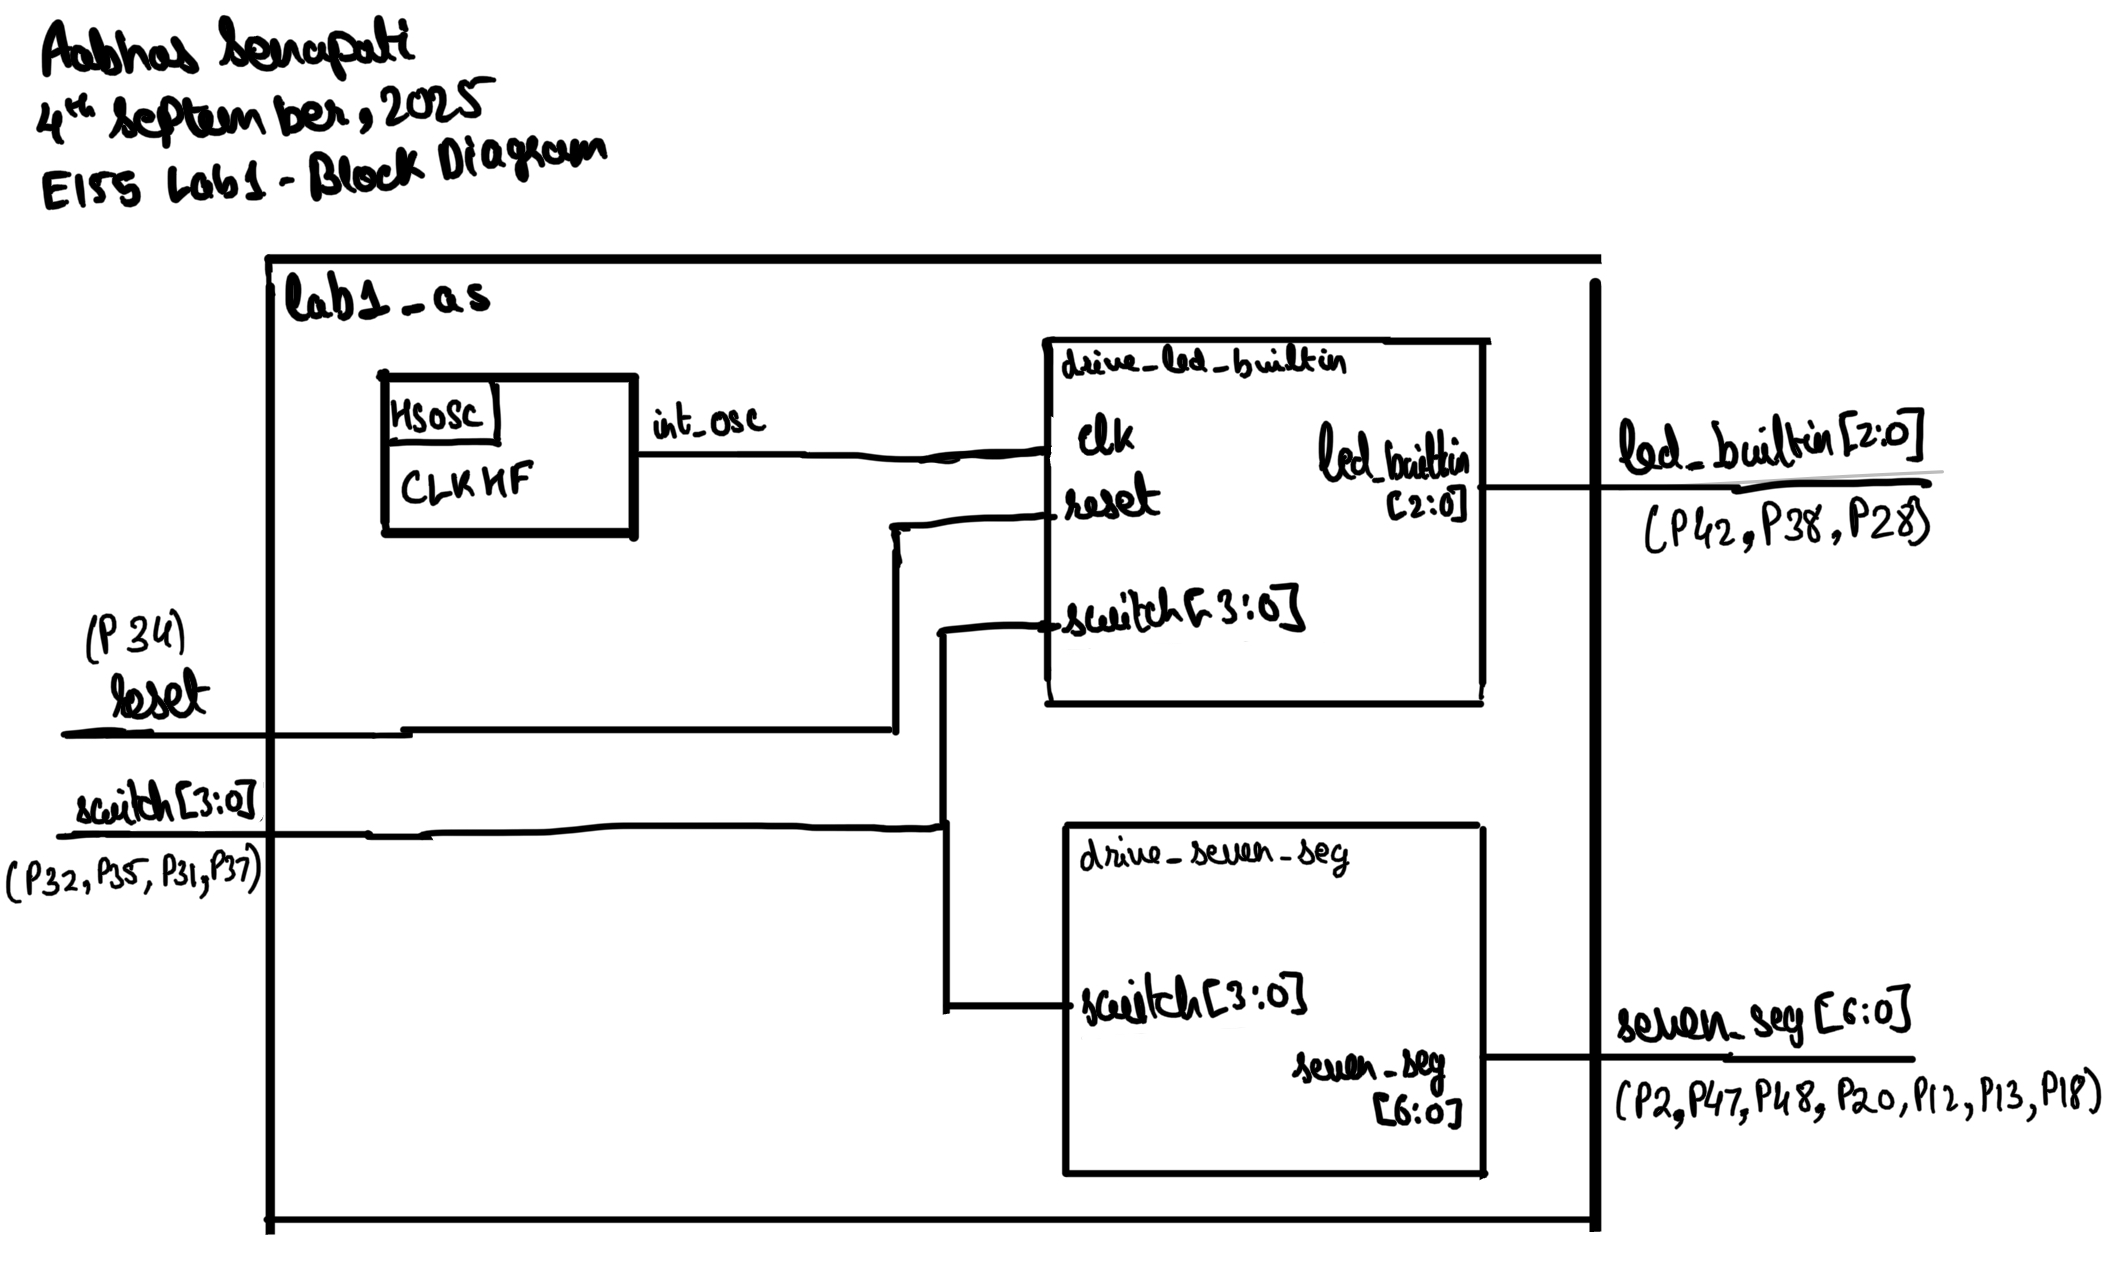 Aabhas Senapati
4th September, 2025
E155 Lab1 - Block Diagram
lab1_as
HSOSC
CLKHF
int_osc
drive_led_builtin
clk
reset
switch[3:0]
led_builtin
[2:0]
led_builtin[2:0]
(P42, P38, P28)
(P34)
reset
switch[3:0]
(P32, P35, P31, P37)
drive_seven_seg
switch[3:0]
seven_seg
[6:0]
seven_seg[6:0]
(P2, P47, P48, P20, P12, P13, P18)